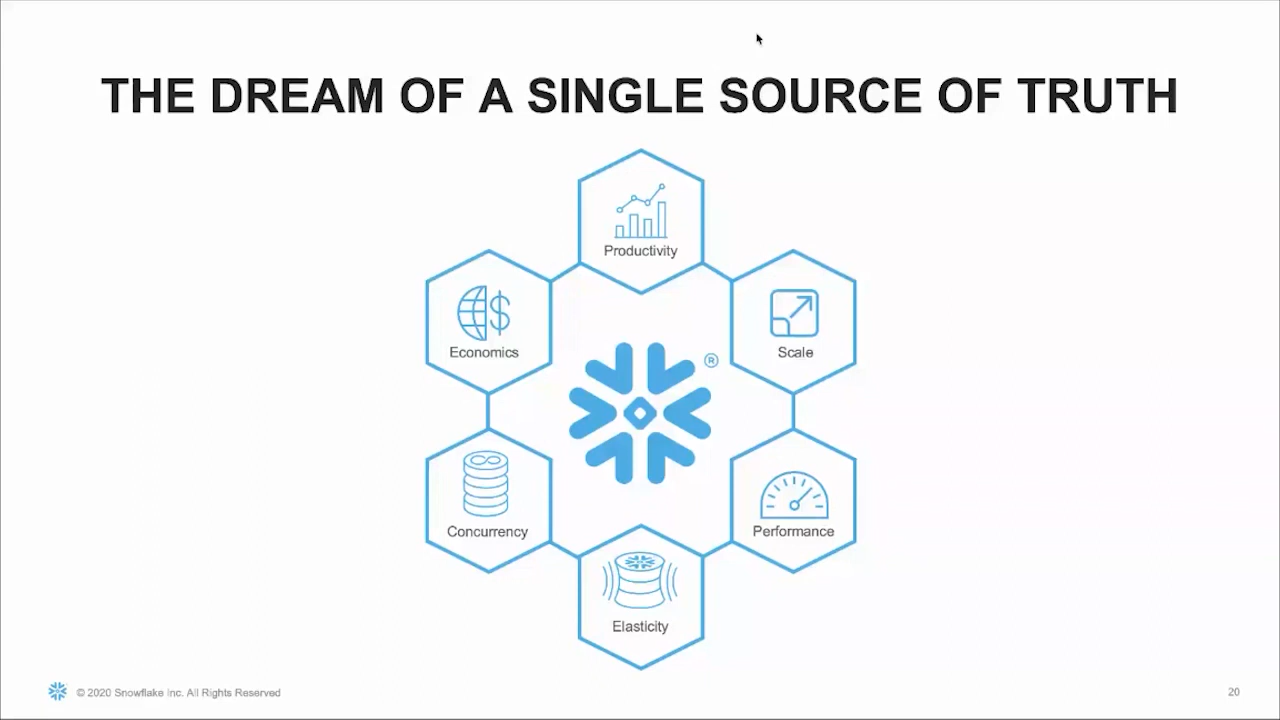 THE DREAM OF A SINGLE SOURCE OF TRUTH
Productivity
Economics
Scale
®
Concurrency
Performance
Elasticity
© 2020 Snowflake Inc. All Rights Reserved
20